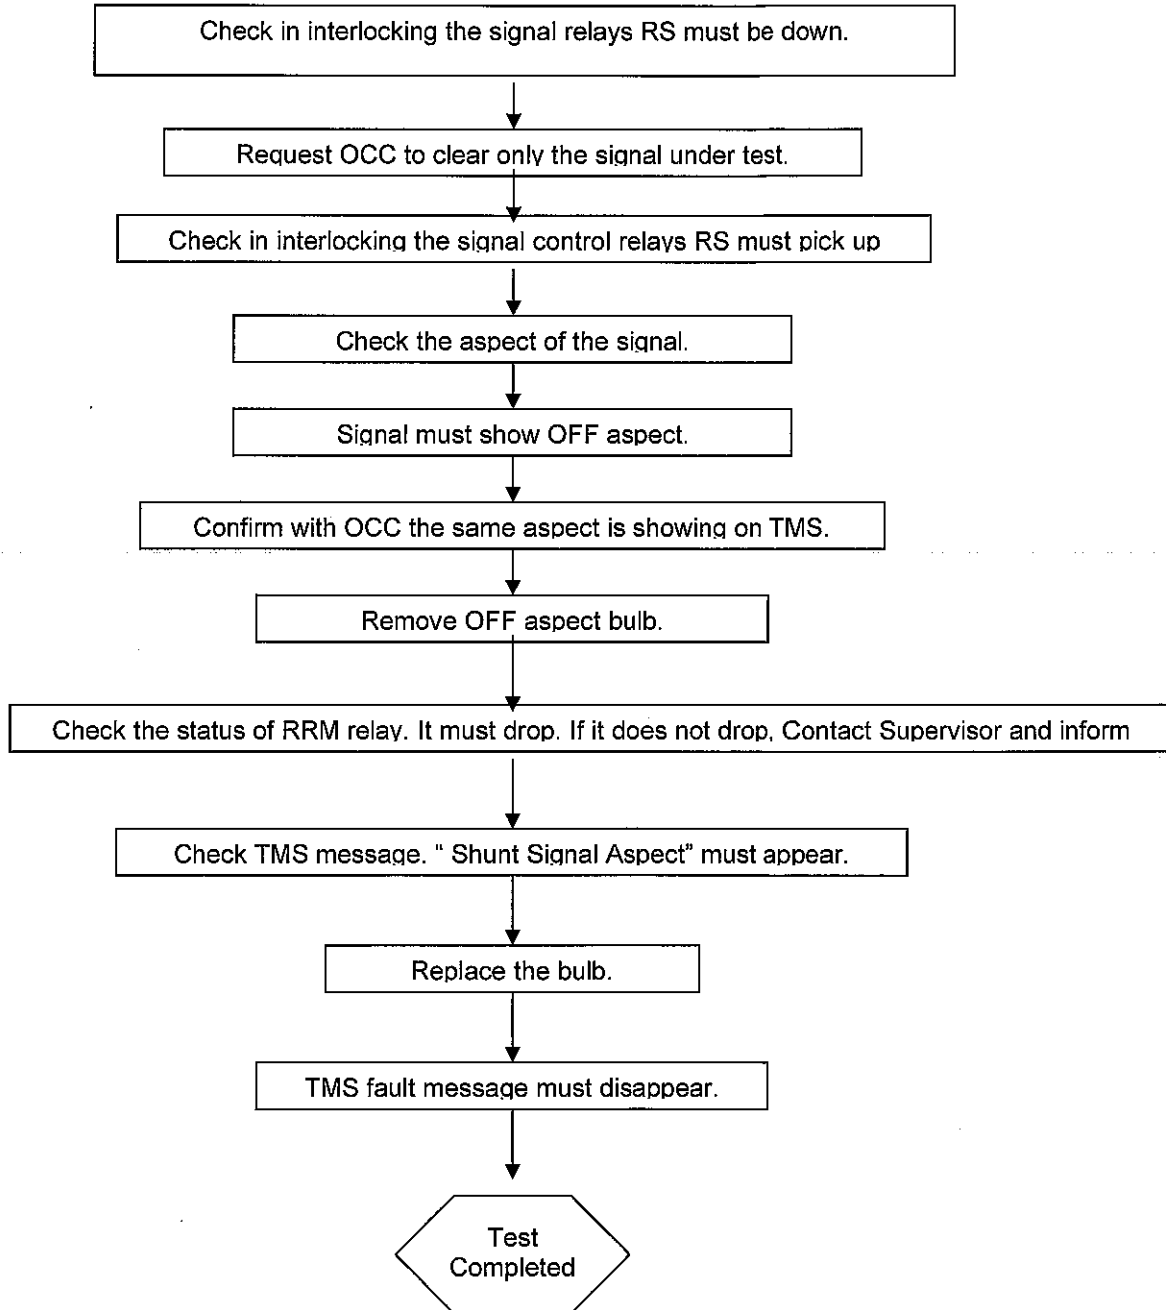 Check in interlocking the signal relays RS must be down.
Request OCC to clear only the signal under test.
Check in interlocking the signal control relays RS must pick up
Check the aspect of the signal.
Signal must show OFF aspect.
Confirm with OCC the same aspect is showing on TMS.
Remove OFF aspect bulb.
Check the status of RRM relay. It must drop. If it does not drop, Contact Supervisor and inform
Check TMS message. “ Shunt Signal Aspect” must appear.
Replace the bulb.
TMS fault message must disappear.
Test
Completed